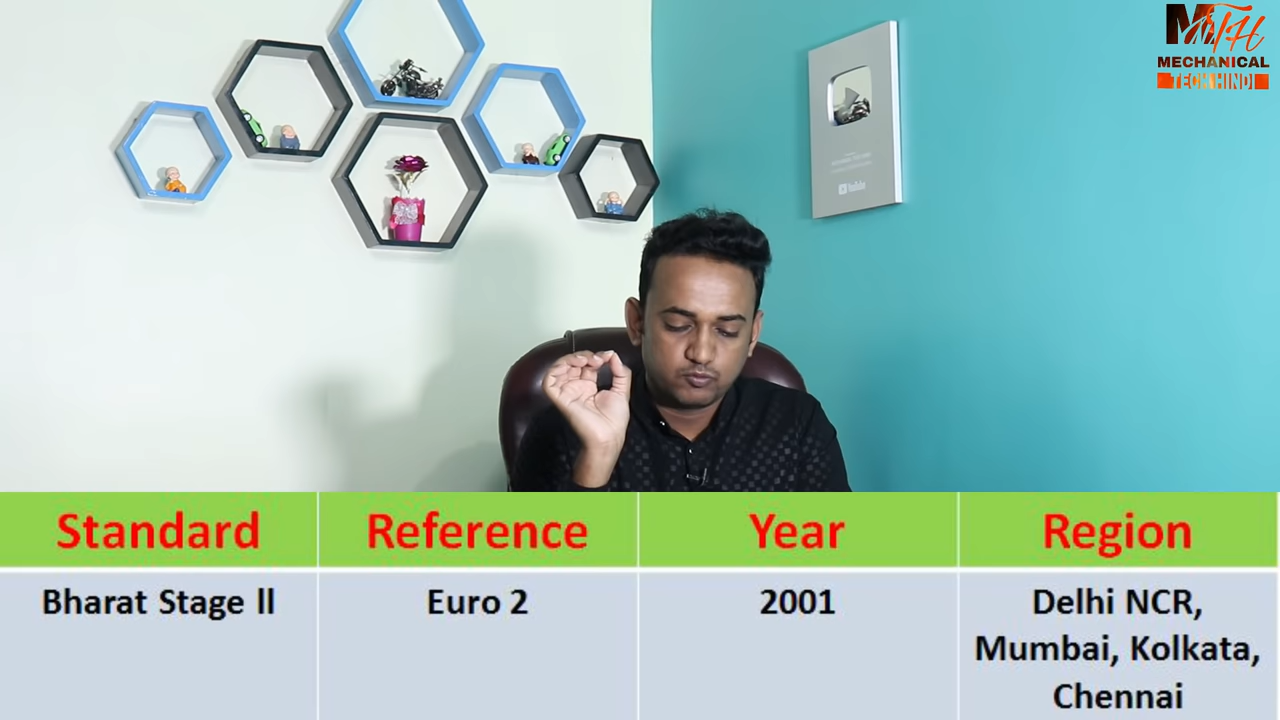 MTH
MECHANICAL
TECH HINDI
YouTube
Standard
Reference
Year
Region
Bharat Stage ll
Euro 2
2001
Delhi NCR,
Mumbai, Kolkata,
Chennai